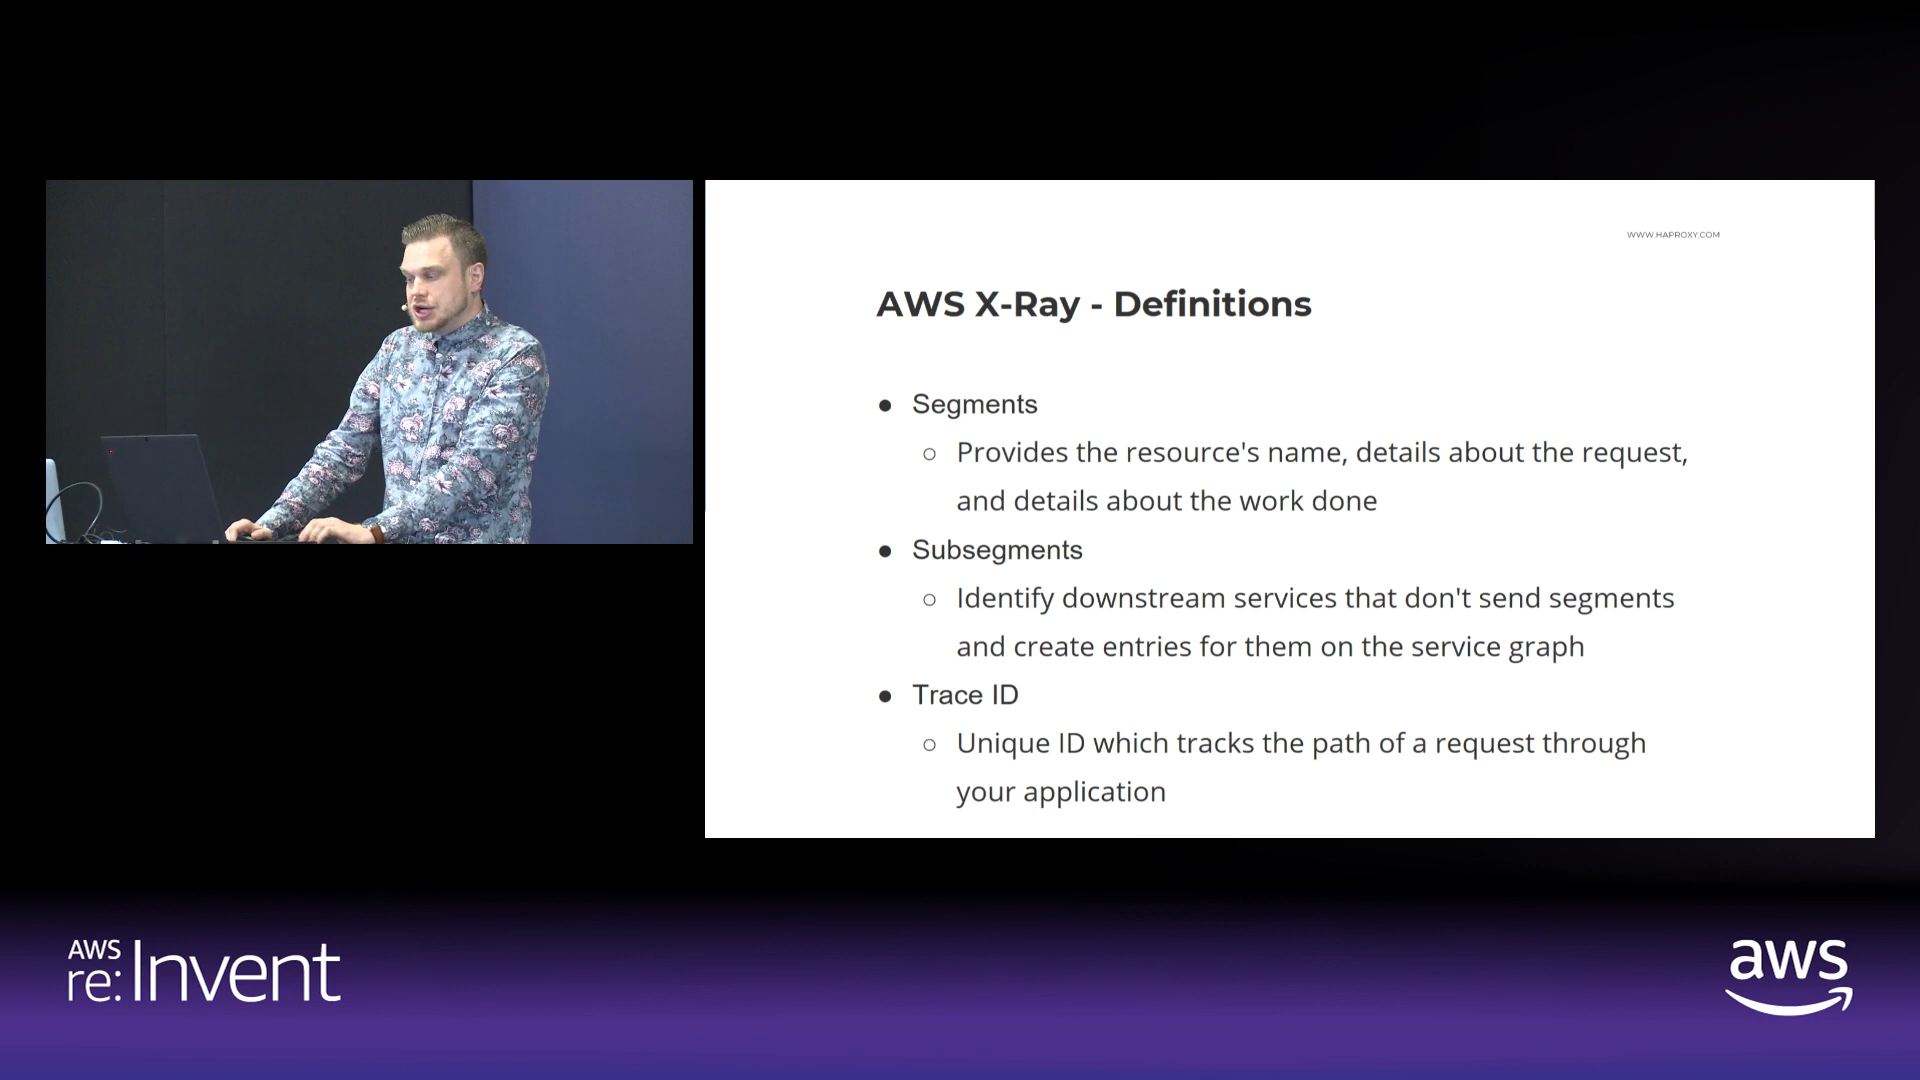 WWW.HAPROXY.COM
AWS X-Ray - Definitions
● Segments
○ Provides the resource's name, details about the request,
and details about the work done
● Subsegments
○ Identify downstream services that don't send segments
and create entries for them on the service graph
● Trace ID
○ Unique ID which tracks the path of a request through
your application
AWS
re:Invent
aws